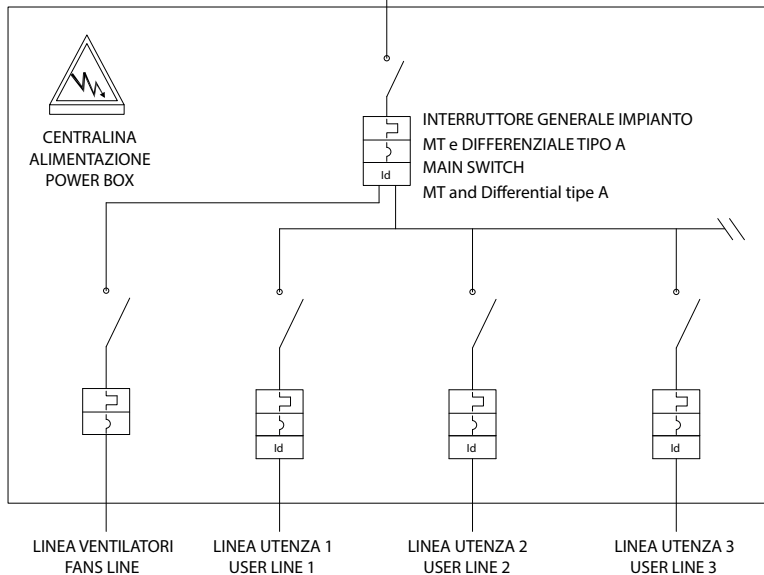 CENTRALINA
ALIMENTAZIONE
POWER BOX
INTERRUTTORE GENERALE IMPIANTO
MT e DIFFERENZIALE TIPO A
MAIN SWITCH
MT and Differential tipe A
Id
Id
Id
Id
LINEA VENTILATORI
FANS LINE
LINEA UTENZA 1
USER LINE 1
LINEA UTENZA 2
USER LINE 2
LINEA UTENZA 3
USER LINE 3